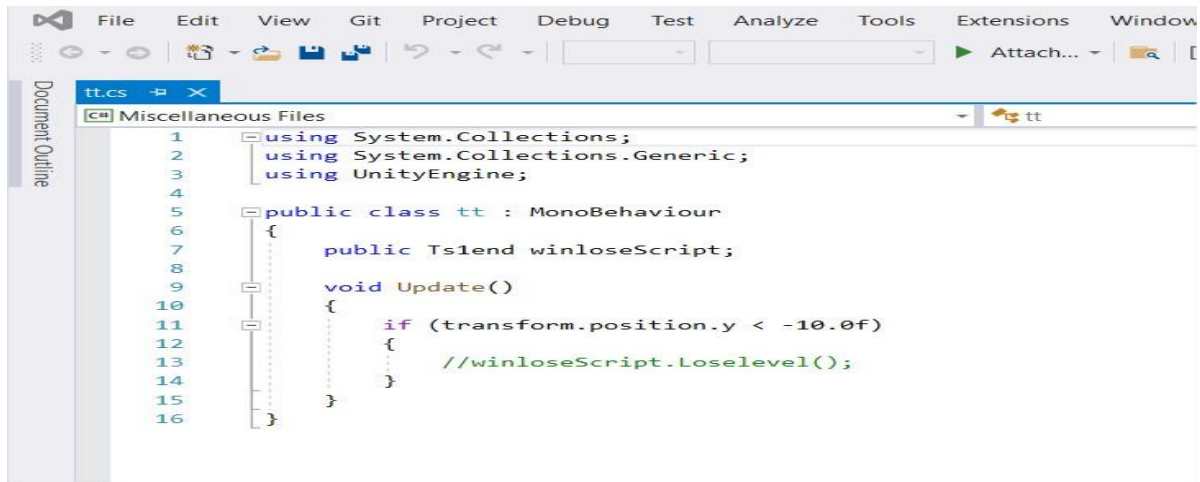 File Edit View Git Project Debug Test Analyze Tools Extensions Window
Attach...
Document Outline
tt.cs
C# Miscellaneous Files tt
1 using System.Collections;
2 using System.Collections.Generic;
3 using UnityEngine;
4
5 public class tt : MonoBehaviour
6 {
7 public Ts1end winloseScript;
8
9 void Update()
10 {
11 if (transform.position.y < -10.0f)
12 {
13 //winloseScript.Loselevel();
14 }
15 }
16 }